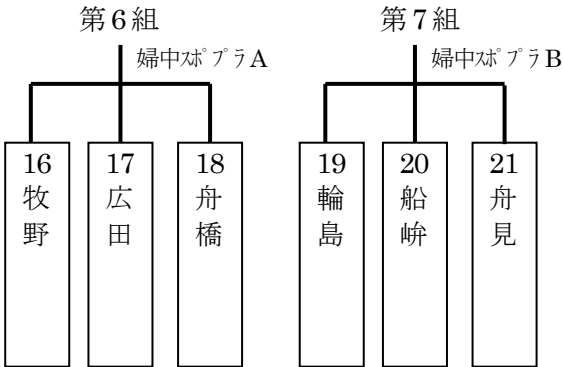 第6組
婦中ｽﾎﾟプラA
16
牧野
17
広田
18
舟橋
第7組
婦中ｽﾎﾟプラB
19
輪島
20
船峅
21
舟見